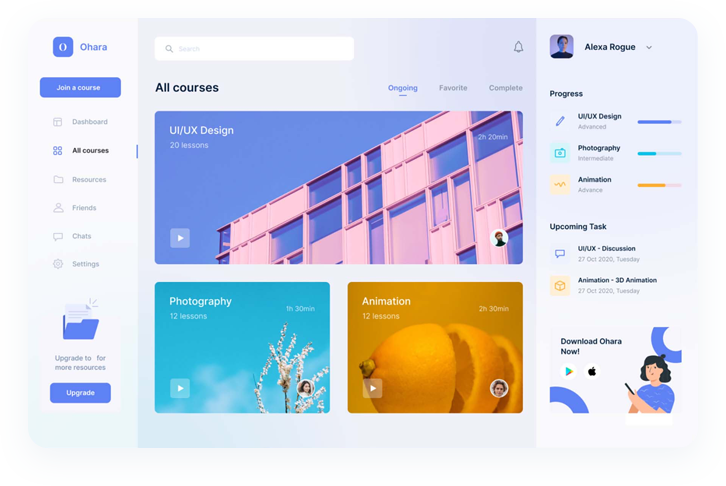 Ohara
Join a course
Dashboard
All courses
Resources
Friends
Chats
Settings
Upgrade to for
more resources
Upgrade
Search
All courses
Ongoing
Favorite
Complete
UI/UX Design
20 lessons
2h 20min
Photography
12 lessons
1h 30min
Animation
12 lessons
2h 30min
Alexa Rogue
Progress
UI/UX Design
Advanced
Photography
Intermediate
Animation
Advance
Upcoming Task
UI/UX - Discussion
27 Oct 2020, Tuesday
Animation - 3D Animation
27 Oct 2020, Tuesday
Download Ohara
Now!